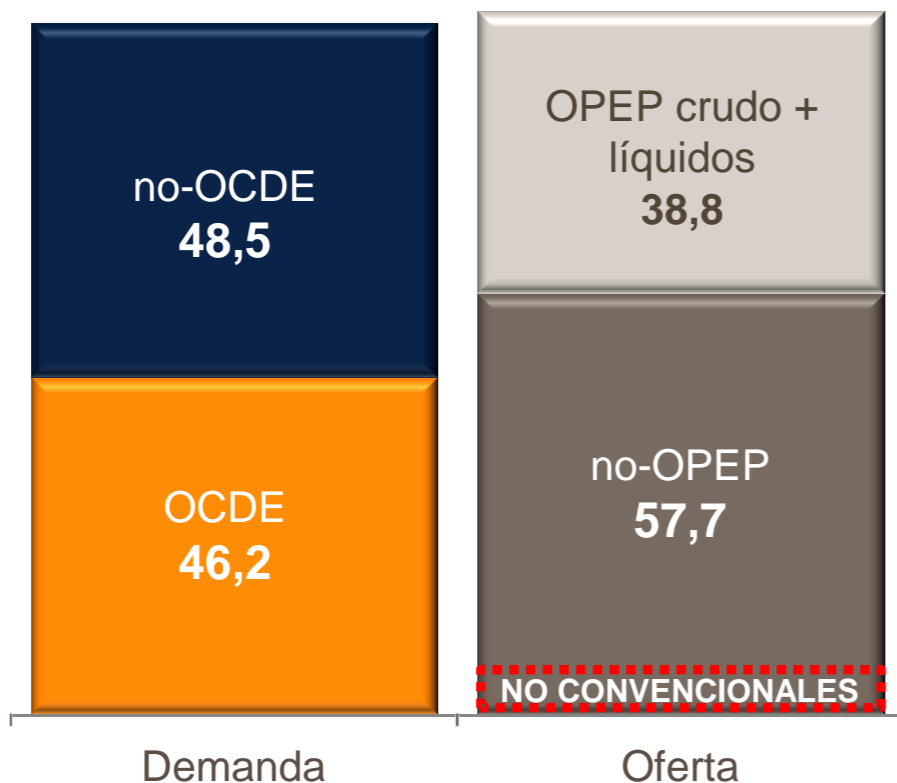 no-OCDE
48,5
OCDE
46,2
Demanda
OPEP crudo +
líquidos
38,8
no-OPEP
57,7
NO CONVENCIONALES
Oferta